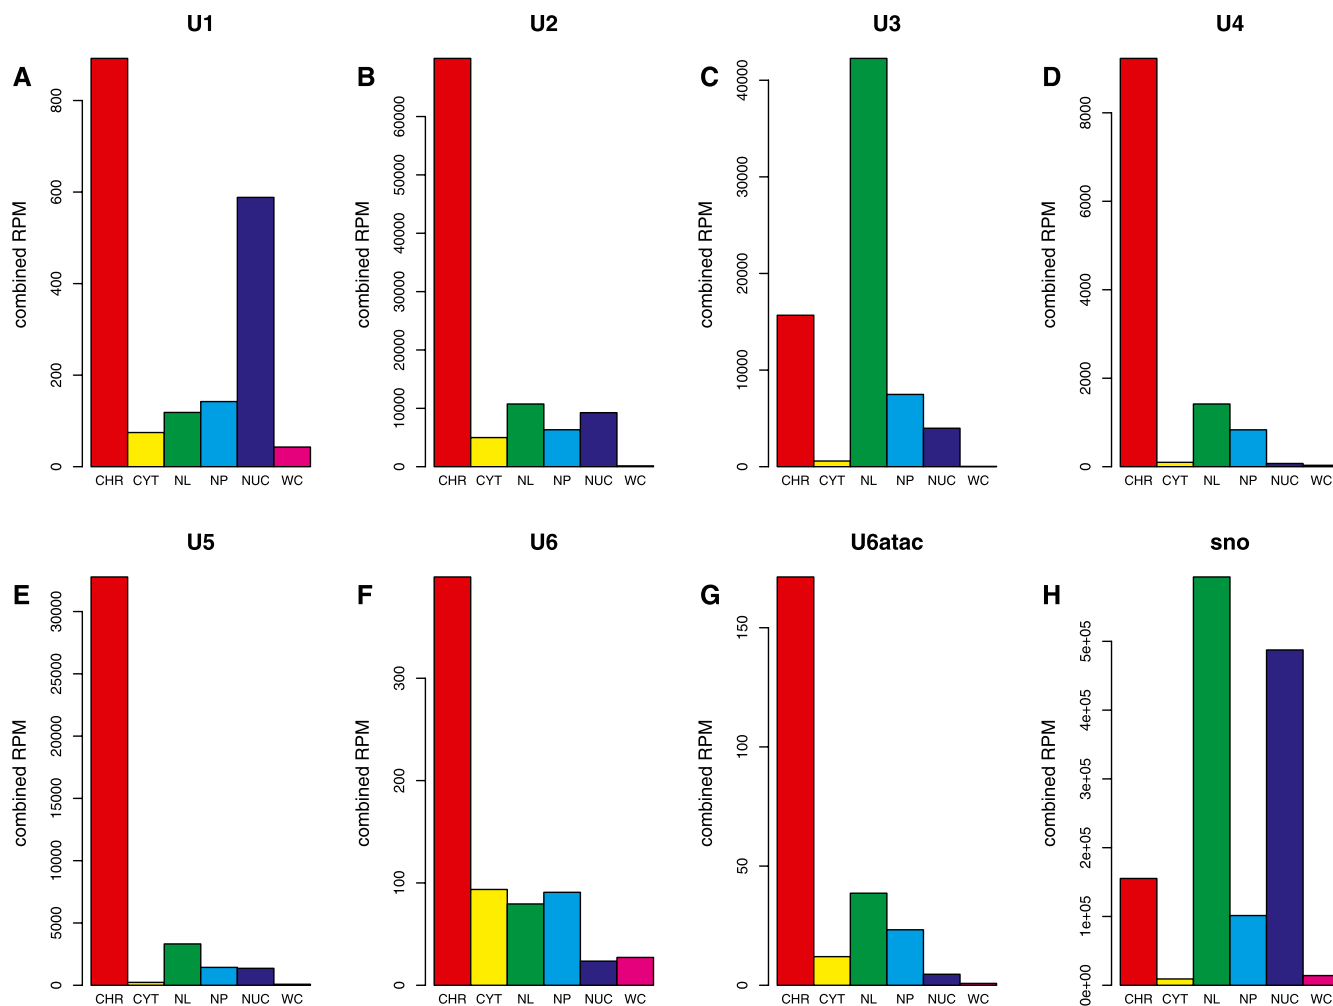 U1
A
combined RPM
0
200
400
600
800
CHR CYT NL NP NUC WC
U2
B
combined RPM
0
10000
20000
30000
40000
50000
60000
CHR CYT NL NP NUC WC
U3
C
combined RPM
0
10000
20000
30000
40000
CHR CYT NL NP NUC WC
U4
D
combined RPM
0
2000
4000
6000
8000
CHR CYT NL NP NUC WC
U5
E
combined RPM
0
5000
10000
15000
20000
25000
30000
CHR CYT NL NP NUC WC
U6
F
combined RPM
0
100
200
300
CHR CYT NL NP NUC WC
U6atac
G
combined RPM
0
50
100
150
CHR CYT NL NP NUC WC
sno
H
combined RPM
0e+00
1e+05
2e+05
3e+05
4e+05
5e+05
CHR CYT NL NP NUC WC